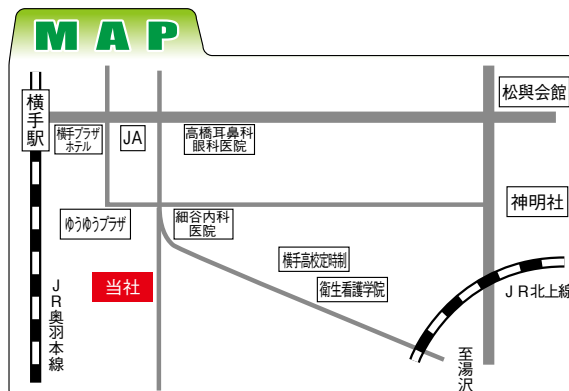 MAP
横手駅
松與会館
横手プラザ
ホテル
JA
高橋耳鼻科
眼科医院
神明社
ゆうゆうプラザ
細谷内科
医院
横手高校定時制
衛生看護学院
当社
JR奥羽本線
JR北上線
至湯沢